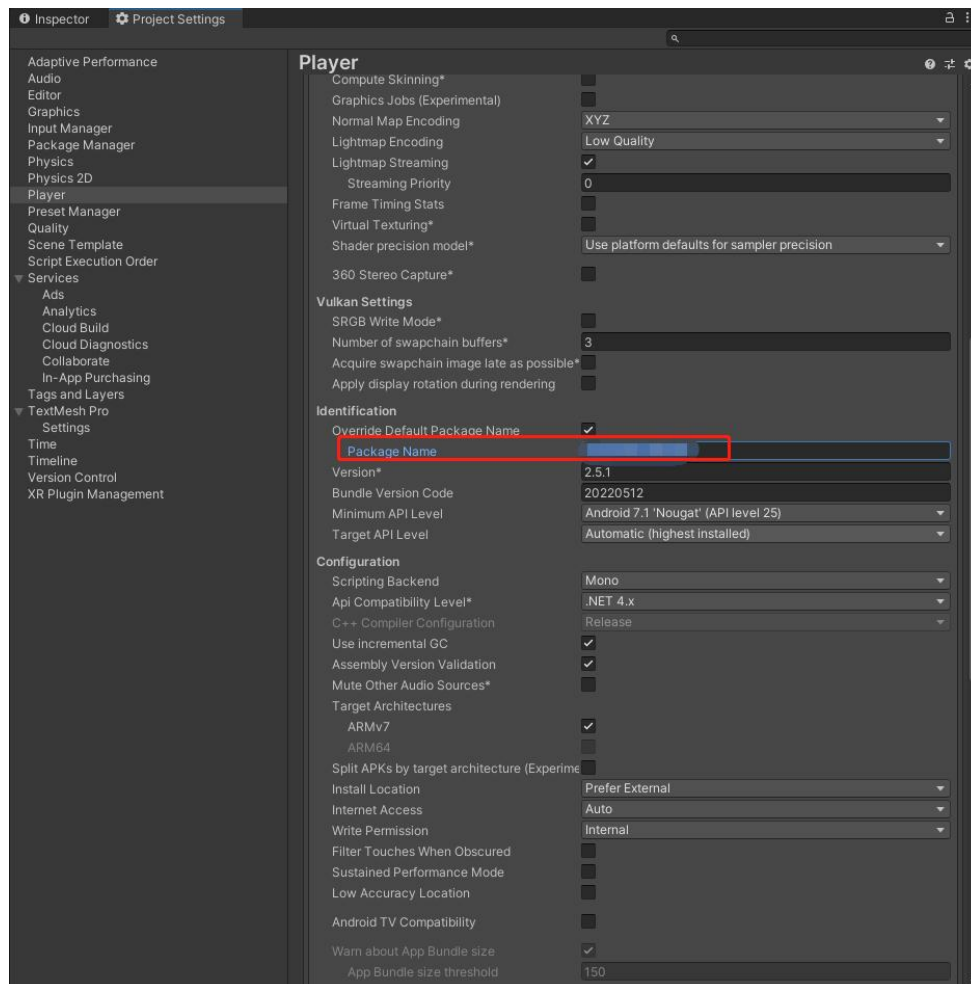 Inspector
Project Settings
Adaptive Performance
Audio
Editor
Graphics
Input Manager
Package Manager
Physics
Physics 2D
Player
Preset Manager
Quality
Scene Template
Script Execution Order
Services
Ads
Analytics
Cloud Build
Cloud Diagnostics
Collaborate
In-App Purchasing
Tags and Layers
TextMesh Pro
Settings
Time
Timeline
Version Control
XR Plugin Management
Player
Compute Skinning*
Graphics Jobs (Experimental)
Normal Map Encoding XYZ
Lightmap Encoding Low Quality
Lightmap Streaming
Streaming Priority 0
Frame Timing Stats
Virtual Texturing*
Shader precision model* Use platform defaults for sampler precision
360 Stereo Capture*
Vulkan Settings
SRGB Write Mode*
Number of swapchain buffers* 3
Acquire swapchain image late as possible*
Apply display rotation during rendering
Identification
Override Default Package Name
Package Name
Version* 2.5.1
Bundle Version Code 20220512
Minimum API Level Android 7.1 'Nougat' (API level 25)
Target API Level Automatic (highest installed)
Configuration
Scripting Backend Mono
Api Compatibility Level* .NET 4.x
C++ Compiler Configuration Release
Use incremental GC
Assembly Version Validation
Mute Other Audio Sources*
Target Architectures
ARMv7
ARM64
Split APKs by target architecture (Experime
Install Location Prefer External
Internet Access Auto
Write Permission Internal
Filter Touches When Obscured
Sustained Performance Mode
Low Accuracy Location
Android TV Compatibility
Warn about App Bundle size
App Bundle size threshold 150